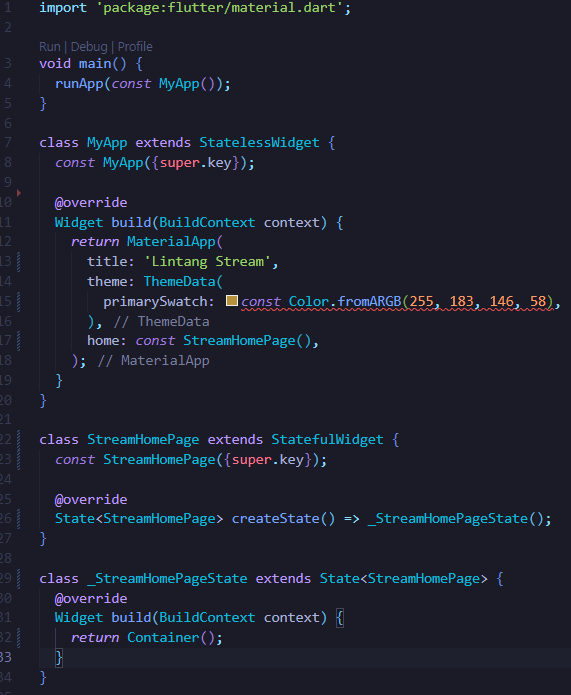 1 import 'package:flutter/material.dart';
2
Run | Debug | Profile
3 void main() {
4   runApp(const MyApp());
5 }
6
7 class MyApp extends StatelessWidget {
8   const MyApp({super.key});
9
10   @override
11   Widget build(BuildContext context) {
12     return MaterialApp(
13       title: 'Lintang Stream',
14       theme: ThemeData(
15         primarySwatch: const Color.fromARGB(255, 183, 146, 58),
16       ), // ThemeData
17       home: const StreamHomePage(),
18     ); // MaterialApp
19   }
20 }
21
22 class StreamHomePage extends StatefulWidget {
23   const StreamHomePage({super.key});
24
25   @override
26   State<StreamHomePage> createState() => _StreamHomePageState();
27 }
28
29 class _StreamHomePageState extends State<StreamHomePage> {
30   @override
31   Widget build(BuildContext context) {
32     return Container();
33   }
34 }